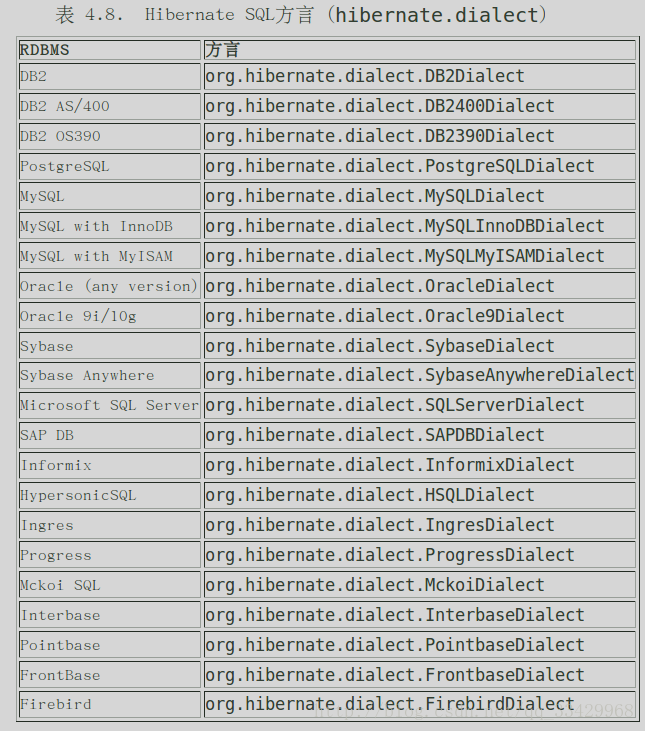 表 4.8. Hibernate SQL方言 (hibernate.dialect)
RDBMS 方言
DB2 org.hibernate.dialect.DB2Dialect
DB2 AS/400 org.hibernate.dialect.DB2400Dialect
DB2 OS390 org.hibernate.dialect.DB2390Dialect
PostgreSQL org.hibernate.dialect.PostgreSQLDialect
MySQL org.hibernate.dialect.MySQLDialect
MySQL with InnoDB org.hibernate.dialect.MySQLInnoDBDialect
MySQL with MyISAM org.hibernate.dialect.MySQLMyISAMDialect
Oracle (any version) org.hibernate.dialect.OracleDialect
Oracle 9i/10g org.hibernate.dialect.Oracle9Dialect
Sybase org.hibernate.dialect.SybaseDialect
Sybase Anywhere org.hibernate.dialect.SybaseAnywhereDialect
Microsoft SQL Server org.hibernate.dialect.SQLServerDialect
SAP DB org.hibernate.dialect.SAPDBDialect
Informix org.hibernate.dialect.InformixDialect
HypersonicSQL org.hibernate.dialect.HSQLDialect
Ingres org.hibernate.dialect.IngresDialect
Progress org.hibernate.dialect.ProgressDialect
Mckoi SQL org.hibernate.dialect.MckoiDialect
Interbase org.hibernate.dialect.InterbaseDialect
Pointbase org.hibernate.dialect.PointbaseDialect
FrontBase org.hibernate.dialect.FrontbaseDialect
Firebird org.hibernate.dialect.FirebirdDialect